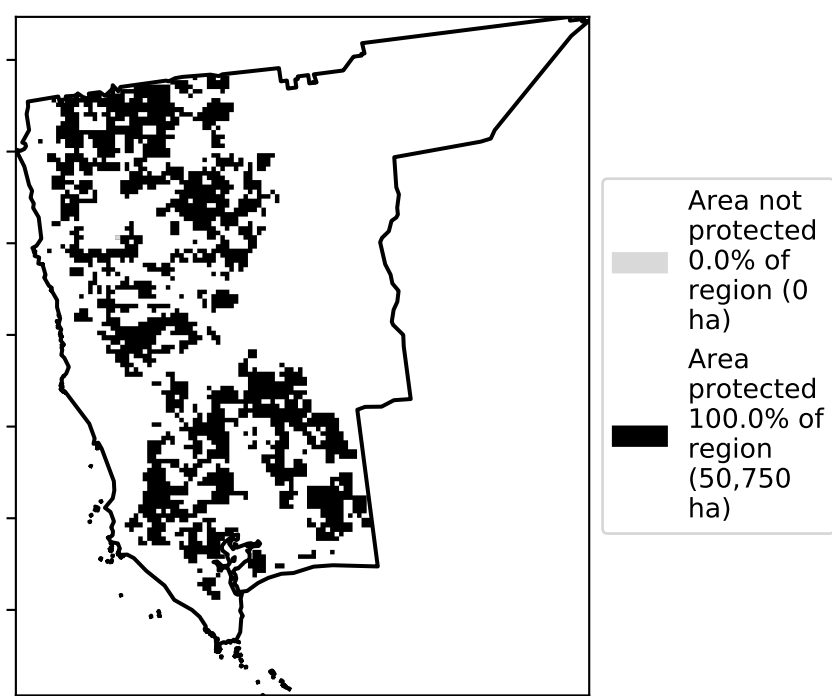 Area not
protected
0.0% of
region (0
ha)
Area
protected
100.0% of
region
(50,750
ha)